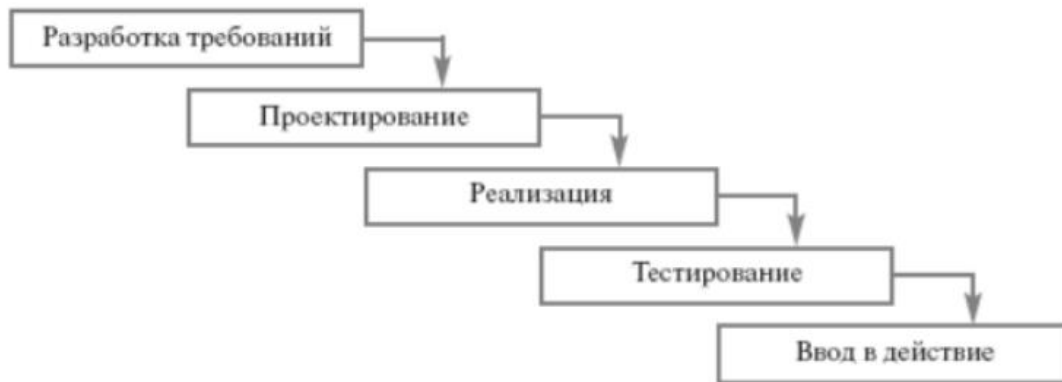 Разработка требований
Проектирование
Реализация
Тестирование
Ввод в действие